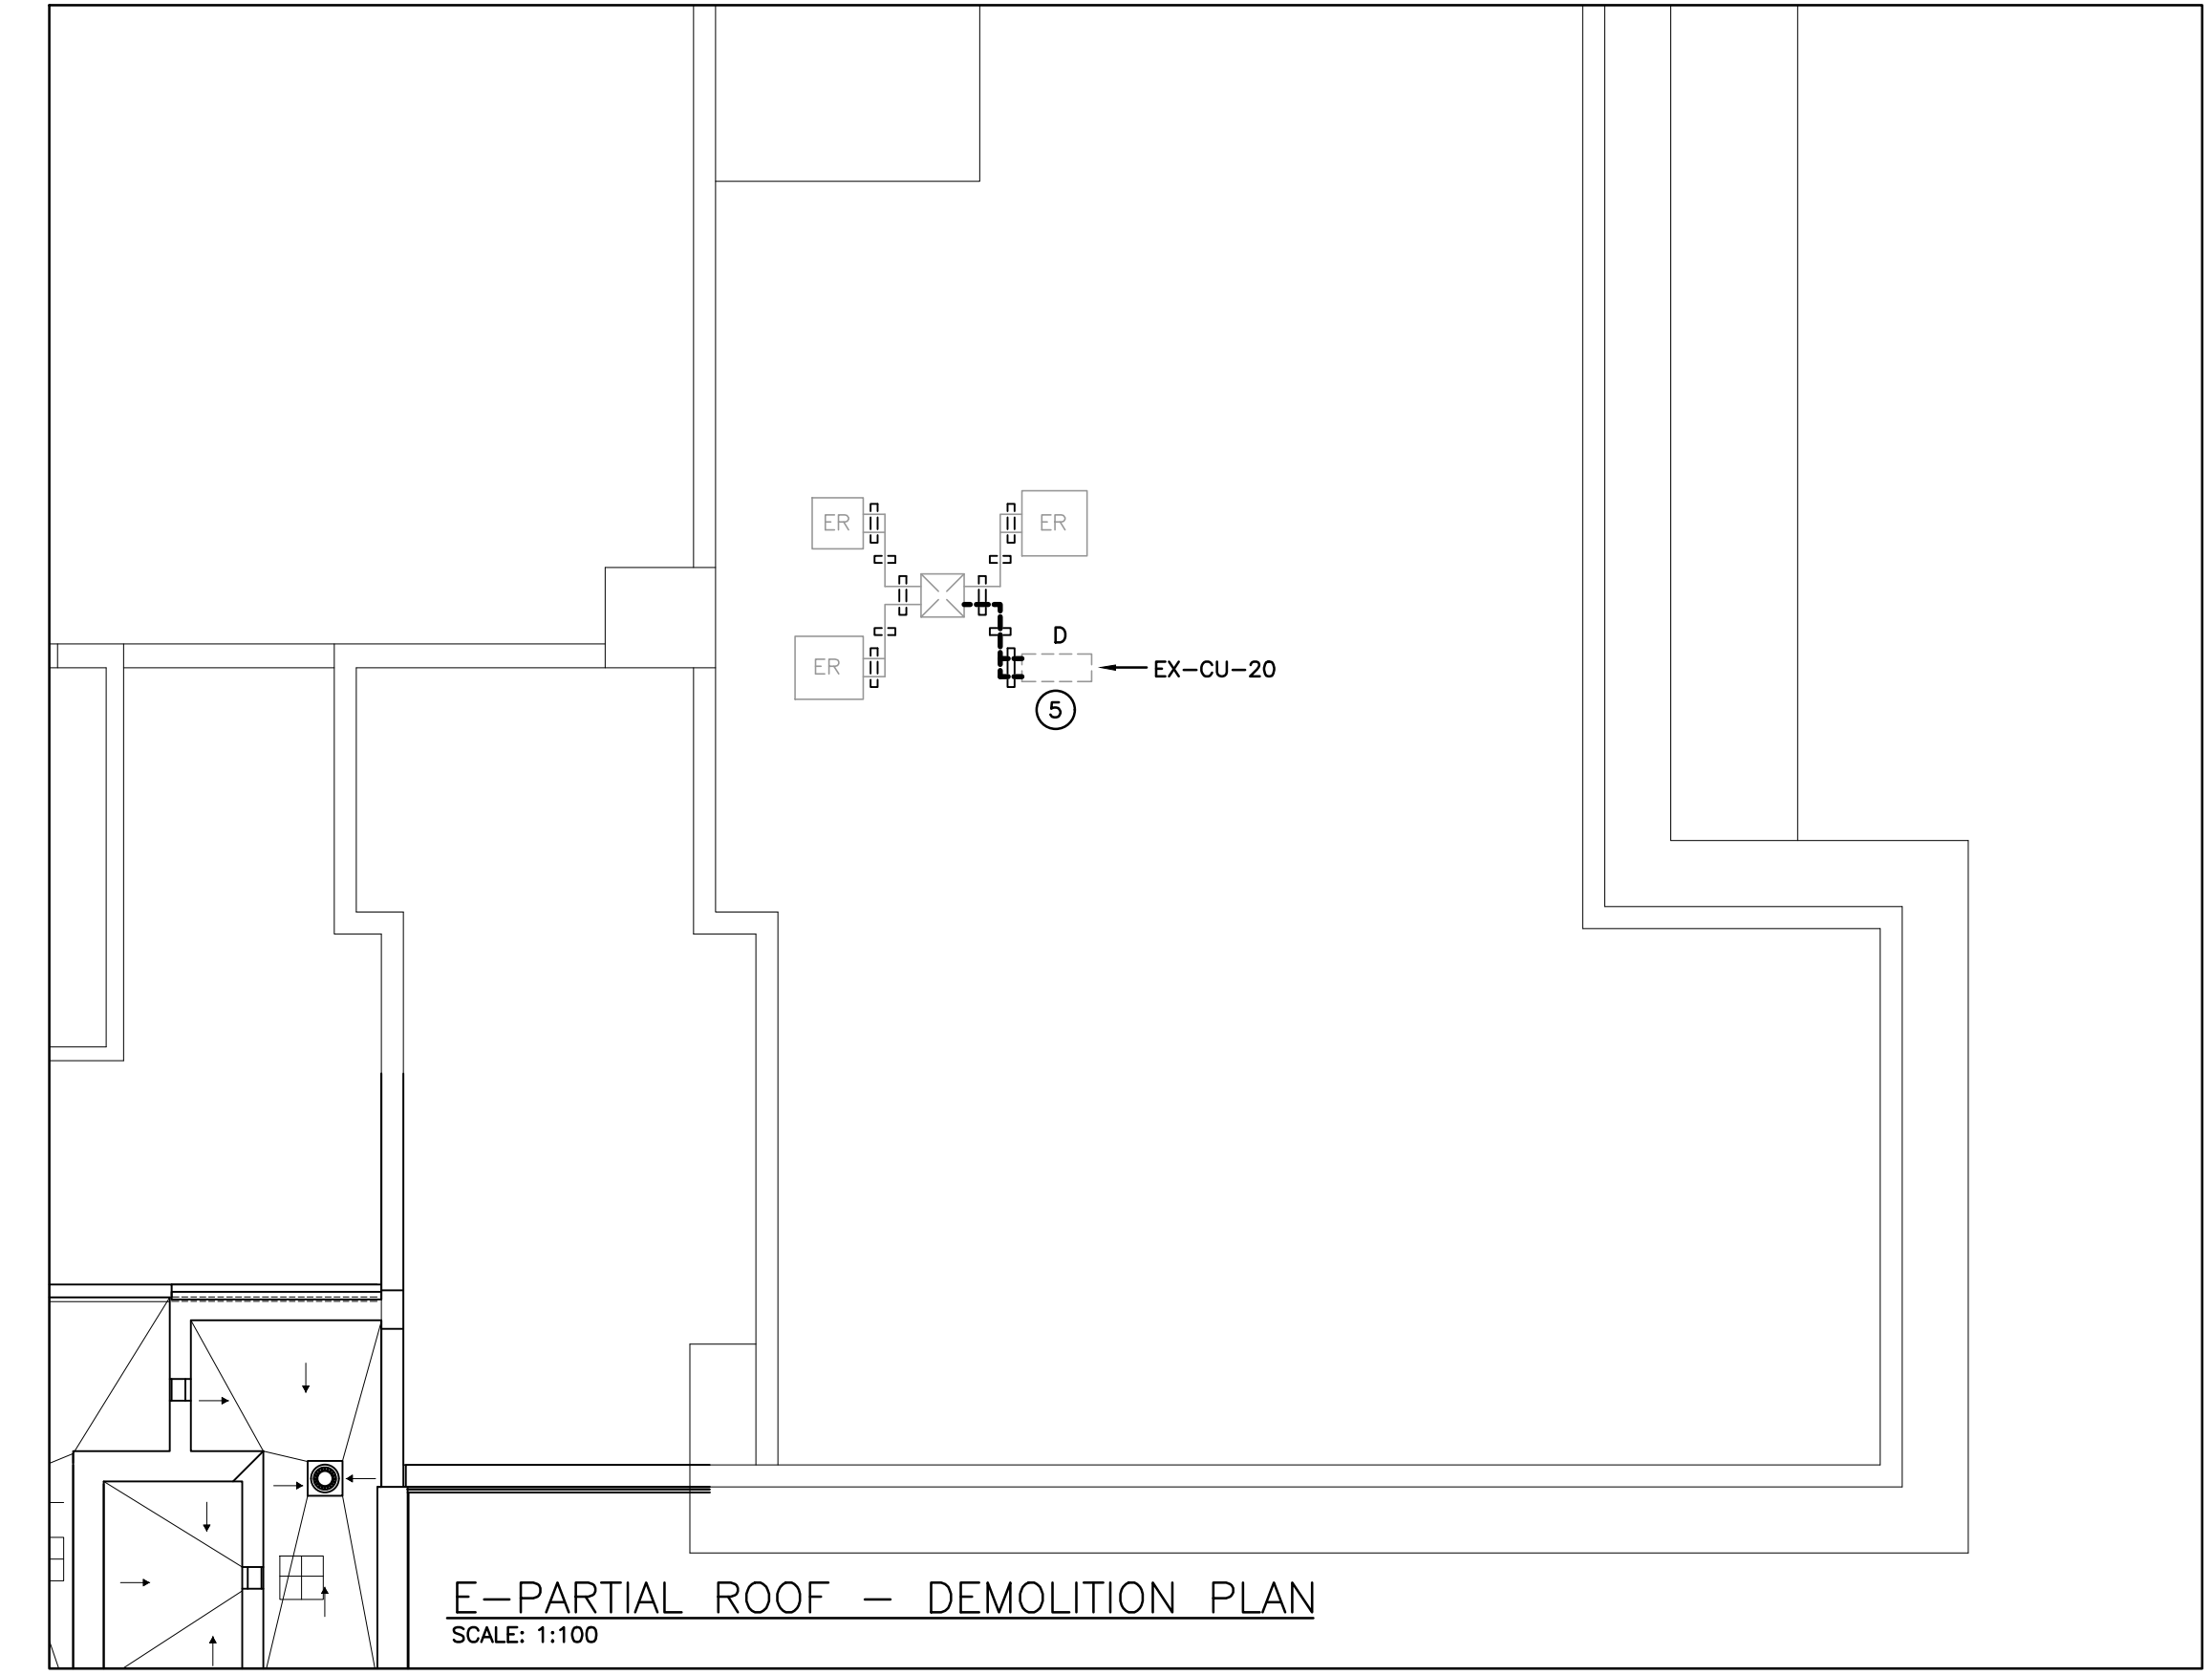 ER
ER
ER
D
EX-CU-20
5
E-PARTIAL ROOF - DEMOLITION PLAN
SCALE: 1:100